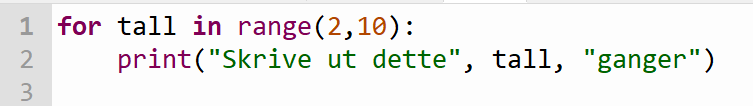 1 for tall in range(2,10):
2     print("Skrive ut dette", tall, "ganger")
3